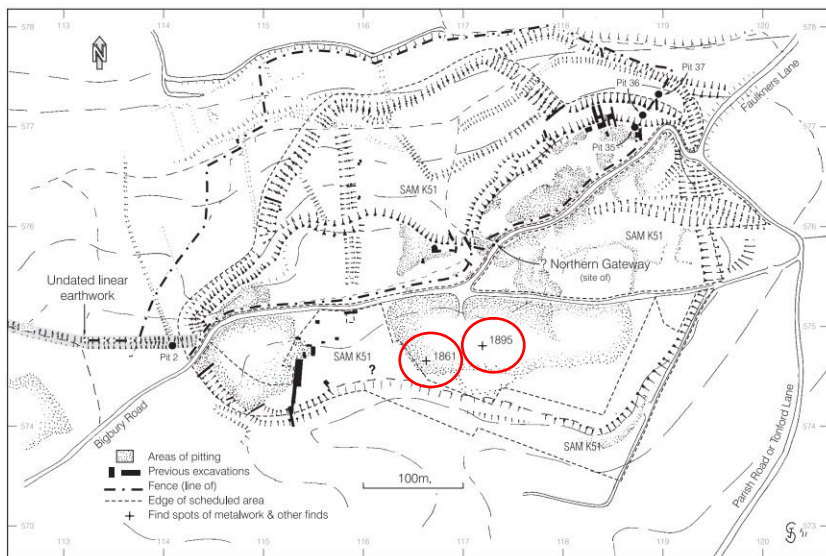 113
114
115
116
117
118
119
120
578
578
N
Pit 37
Pit 36
Faulkners Lane
577
577
Pit 35
SAM K51
576
576
SAM K51
? Northern Gateway
(site of)
Undated linear
earthwork
575
575
1895
Pit 2
SAM K51
1861
?
574
574
Bigbury Road
SAM K51
Parish Road or Tonford Lane
Areas of pitting
Previous excavations
Fence (line of)
Edge of scheduled area
Find spots of metalwork & other finds
100m.
573
573
113
114
115
116
117
118
119
120